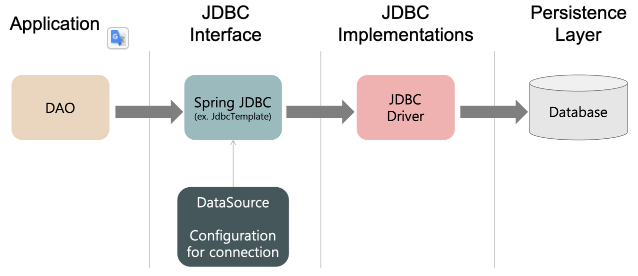 Application
JDBC
Interface
JDBC
Implementations
Persistence
Layer
DAO
Spring JDBC
(ex. JdbcTemplate)
JDBC
Driver
Database
DataSource
Configuration
for connection